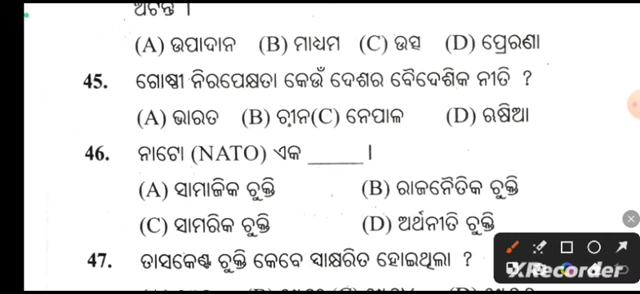 ଅଟନ୍ତି ।
(A) ଉପାଦାନ (B) ମାଧ୍ୟମ (C) ଉତ୍ସ (D) ପ୍ରେରଣା
45. ଗୋଷ୍ଠୀ ନିରପେକ୍ଷତା କେଉଁ ଦେଶର ବୈଦେଶିକ ନୀତି ?
(A) ଭାରତ (B) ଚୀନ(C) ନେପାଳ (D) ଋଷିଆ
46. ନାଟୋ (NATO) ଏକ ______ ।
(A) ସାମାଜିକ ଚୁକ୍ତି (B) ରାଜନୈତିକ ଚୁକ୍ତି
(C) ସାମରିକ ଚୁକ୍ତି (D) ଅର୍ଥନୀତି ଚୁକ୍ତି
47. ତାସକେଣ୍ଟ ଚୁକ୍ତି କେବେ ସାକ୍ଷରିତ ହୋଇଥିଲା ?
XRecorder